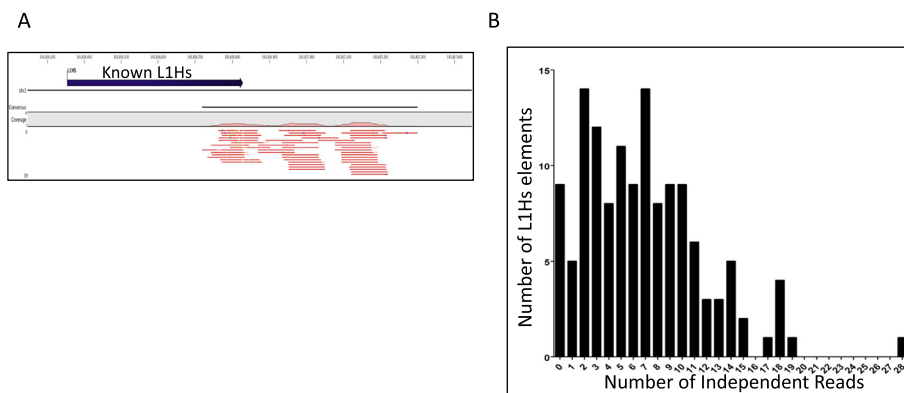 A
B
L1HS
Known L1Hs
chr1
Consensus
Coverage
0
Number of L1Hs elements
15
10
5
0
0 1 2 3 4 5 6 7 8 9 10 11 12 13 14 15 16 17 18 19 20 21 22 23 24 25 26 27 28
Number of Independent Reads